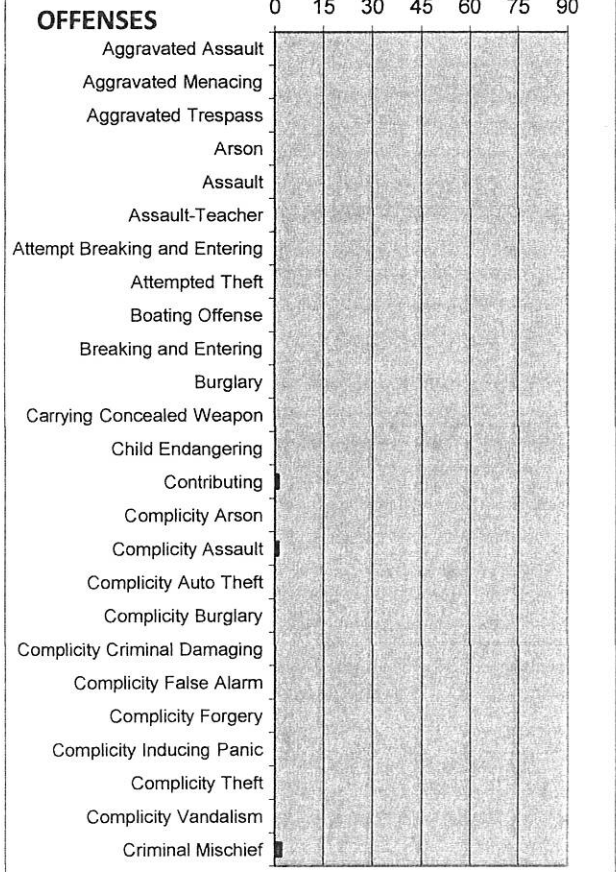 OFFENSES
0 15 30 45 60 75 90
Aggravated Assault
Aggravated Menacing
Aggravated Trespass
Arson
Assault
Assault-Teacher
Attempt Breaking and Entering
Attempted Theft
Boating Offense
Breaking and Entering
Burglary
Carrying Concealed Weapon
Child Endangering
Contributing
Complicity Arson
Complicity Assault
Complicity Auto Theft
Complicity Burglary
Complicity Criminal Damaging
Complicity False Alarm
Complicity Forgery
Complicity Inducing Panic
Complicity Theft
Complicity Vandalism
Criminal Mischief